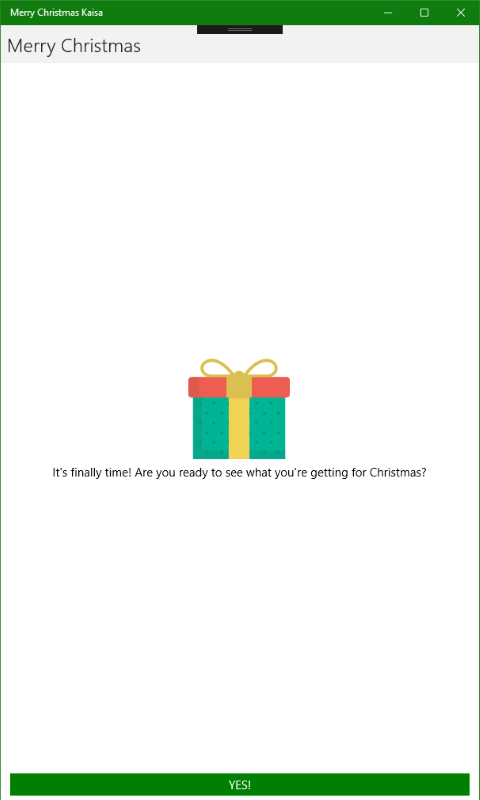 Merry Christmas Kaisa
Merry Christmas
It's finally time! Are you ready to see what you're getting for Christmas?
YES!